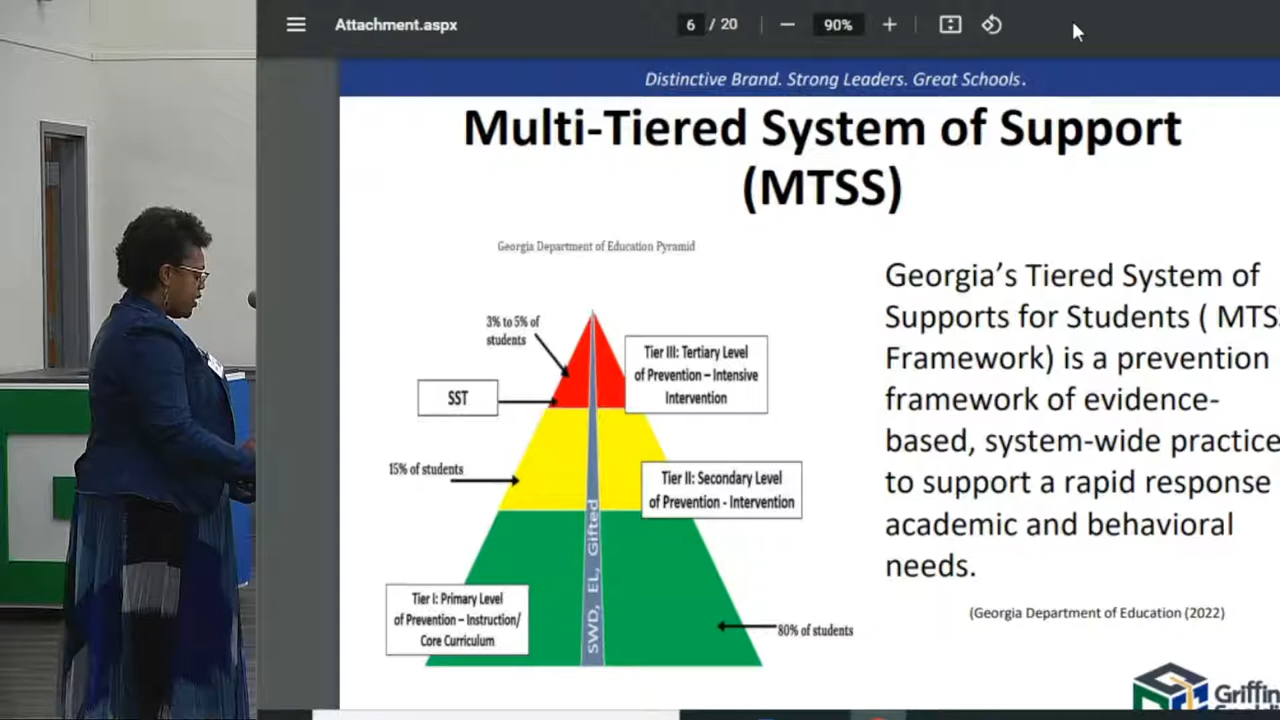 Attachment.aspx
6 / 20
90%
Distinctive Brand. Strong Leaders. Great Schools.
Multi-Tiered System of Support
(MTSS)
Georgia Department of Education Pyramid
3% to 5% of
students
SST
15% of students
Tier III: Tertiary Level
of Prevention – Intensive
Intervention
Tier II: Secondary Level
of Prevention - Intervention
Tier I: Primary Level
of Prevention – Instruction/
Core Curriculum
SWD, EL, Gifted
80% of students
Georgia's Tiered System of
Supports for Students ( MTS
Framework) is a prevention
framework of evidence-
based, system-wide practice
to support a rapid response
academic and behavioral
needs.
(Georgia Department of Education (2022)
Griffin